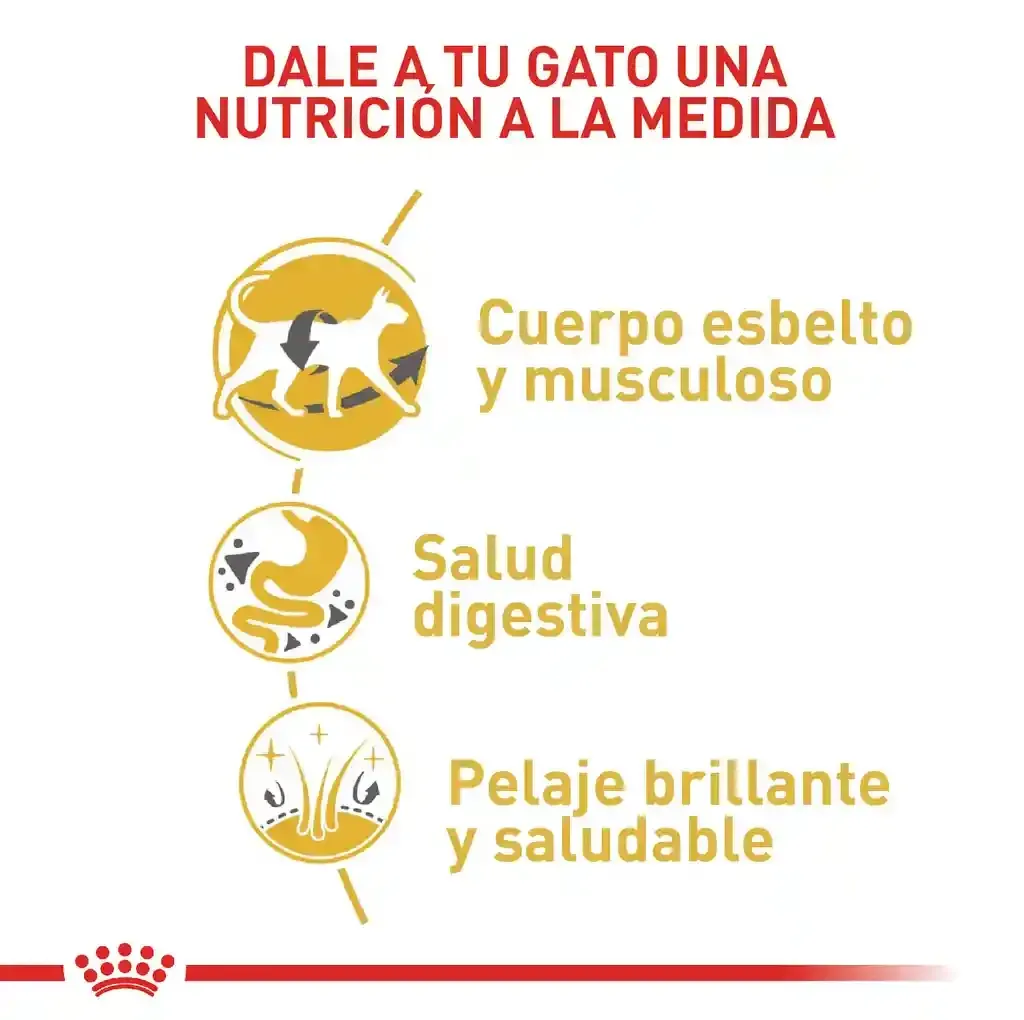 DALE A TU GATO UNA
NUTRICIÓN A LA MEDIDA
Cuerpo esbelto
y musculoso
Salud
digestiva
Pelaje brillante
y saludable